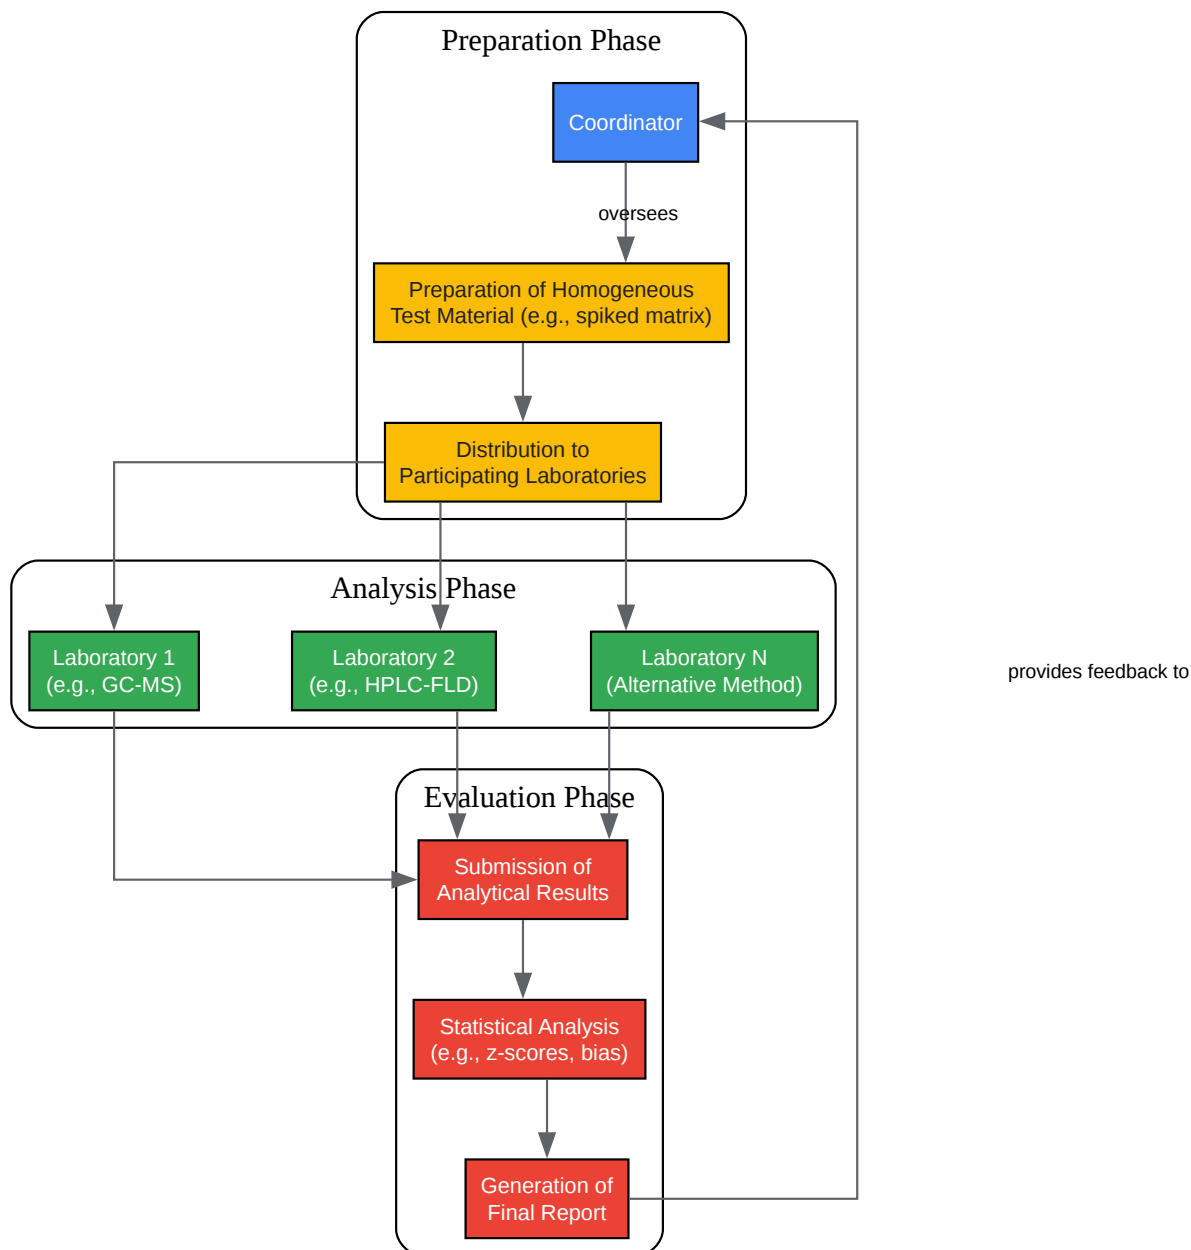 Preparation Phase
Coordinator
oversees
Preparation of Homogeneous
Test Material (e.g., spiked matrix)
Distribution to
Participating Laboratories
Analysis Phase
Laboratory 1
(e.g., GC-MS)
Laboratory 2
(e.g., HPLC-FLD)
Laboratory N
(Alternative Method)
provides feedback to
Evaluation Phase
Submission of
Analytical Results
Statistical Analysis
(e.g., z-scores, bias)
Generation of
Final Report